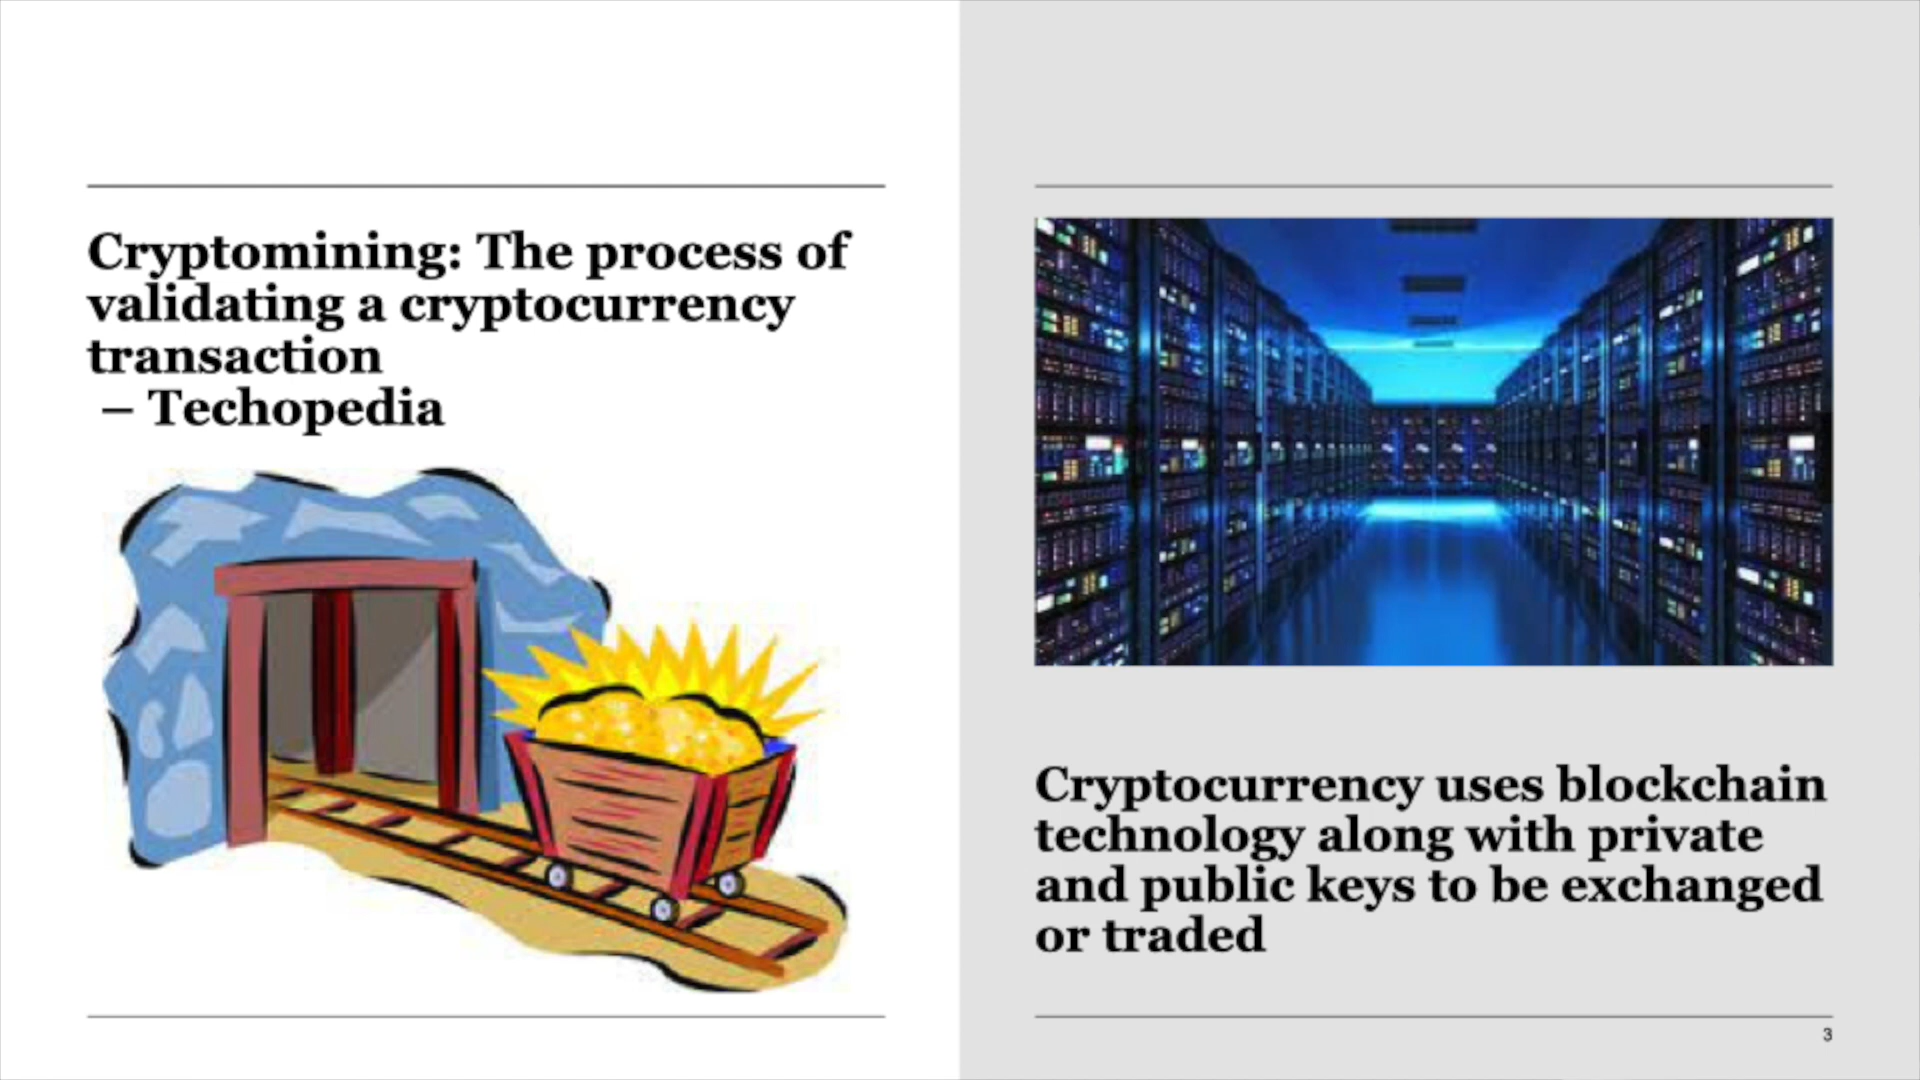 Cryptomining: The process of
validating a cryptocurrency
transaction
– Techopedia
Cryptocurrency uses blockchain
technology along with private
and public keys to be exchanged
or traded
3